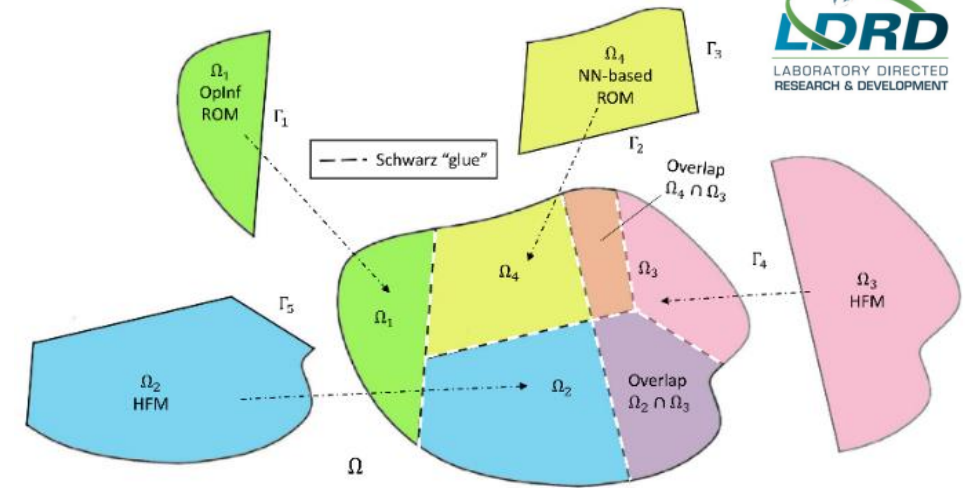 LDRD
LABORATORY DIRECTED
RESEARCH & DEVELOPMENT
Ω₁
OpInf
ROM
Γ₁
Ω₄
NN-based
ROM
Γ₃
Γ₂
Schwarz “glue”
Overlap
Ω₄ ∩ Ω₃
Ω₃
Γ₄
Ω₃
HFM
Ω₄
Ω₁
Γ₅
Ω₂
HFM
Ω₂
Overlap
Ω₂ ∩ Ω₃
Ω